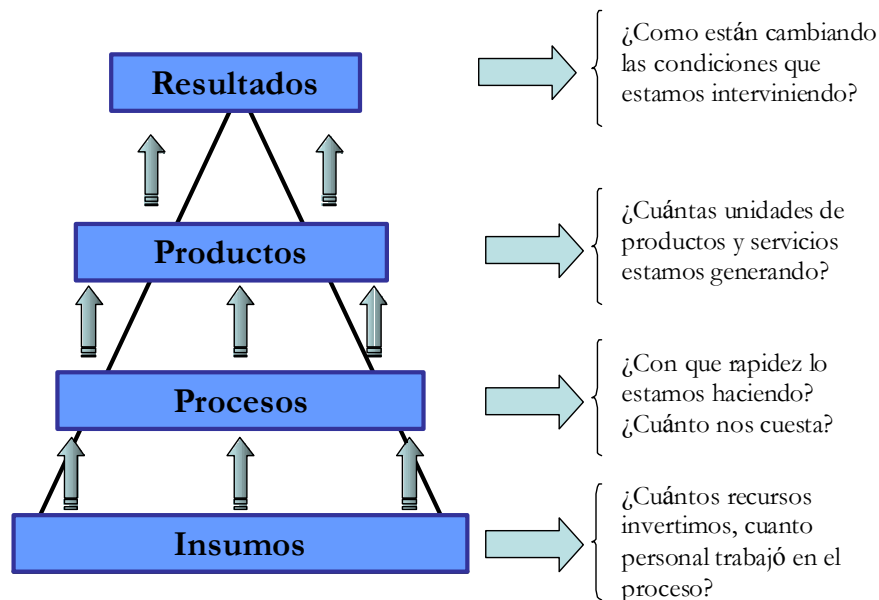 Resultados
¿Como están cambiando
las condiciones que
estamos interviniendo?
Productos
¿Cuántas unidades de
productos y servicios
estamos generando?
Procesos
¿Con que rapidez lo
estamos haciendo?
¿Cuánto nos cuesta?
Insumos
¿Cuántos recursos
invertimos, cuanto
personal trabajó en el
proceso?